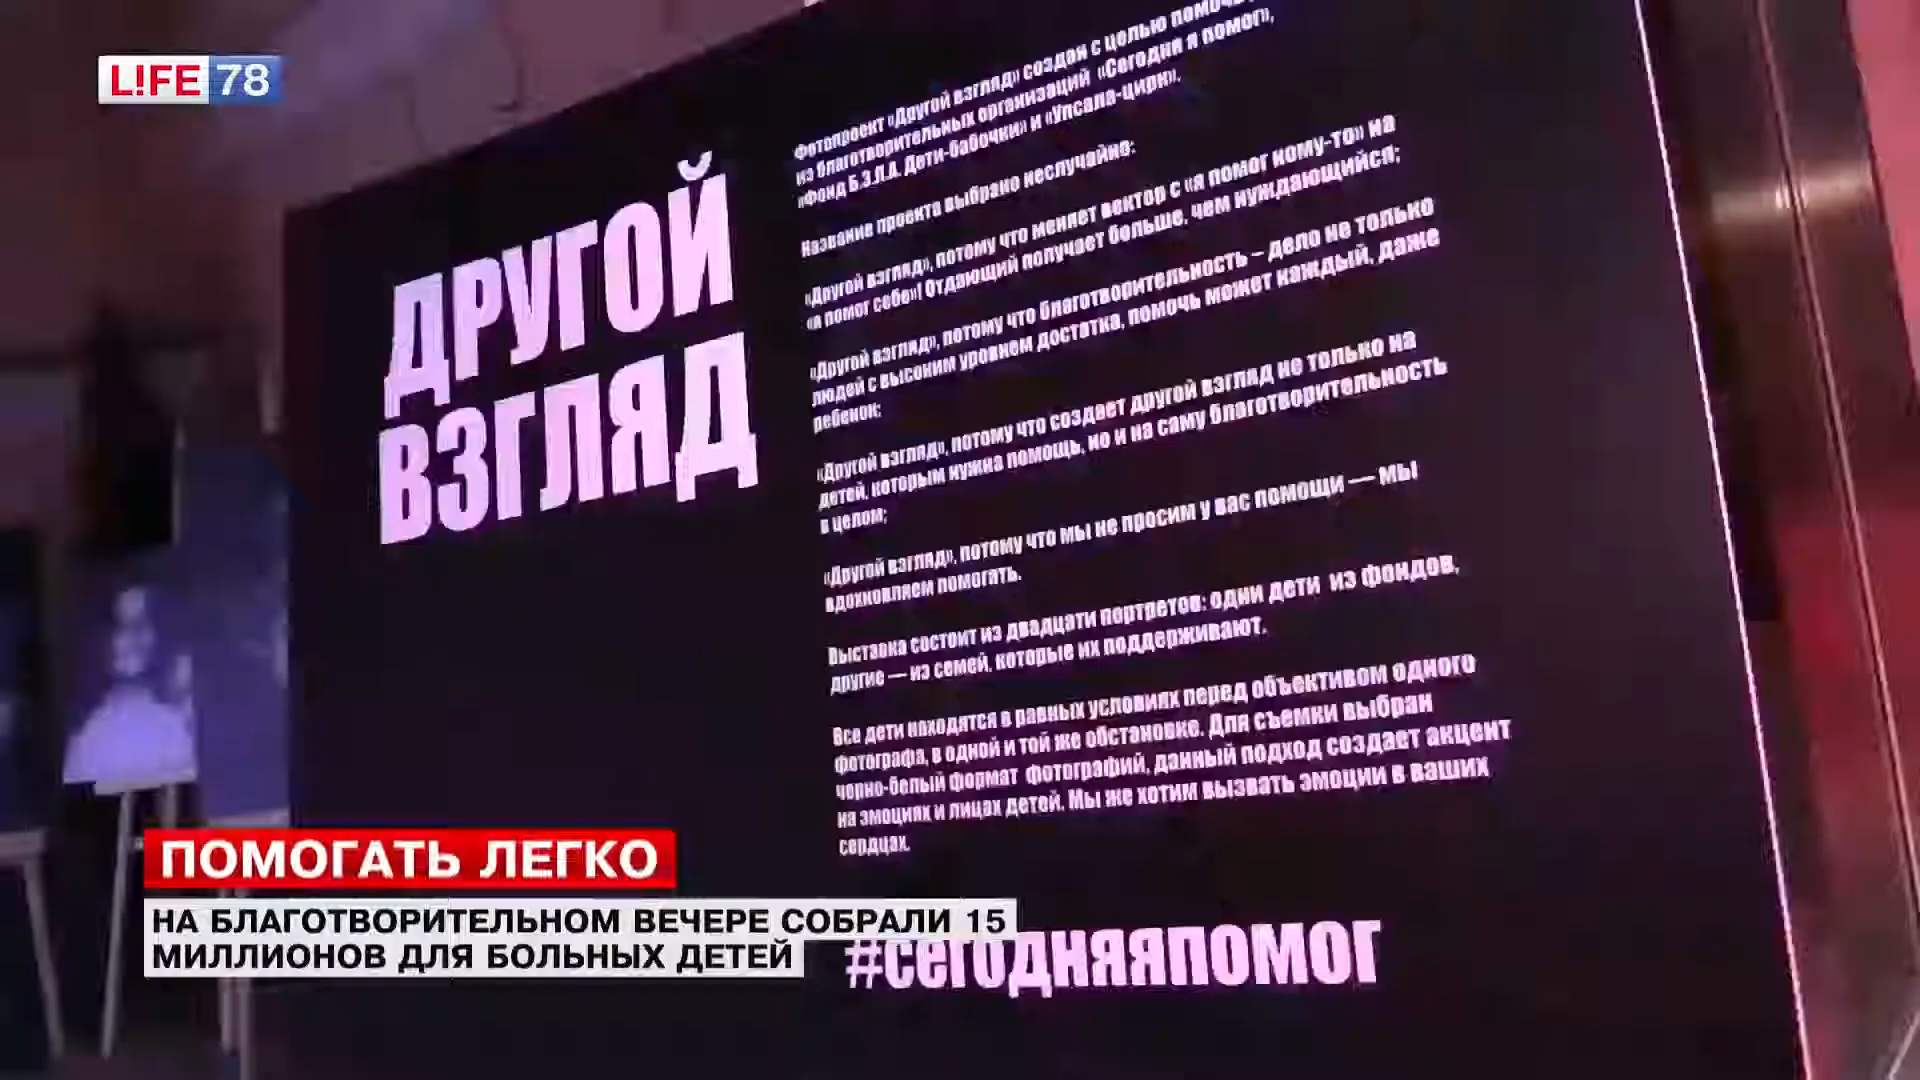 L!FE 78
ДРУГОЙ
ВЗГЛЯД
Фотопроект «Другой взгляд» создан с целью помочь
из благотворительных организаций «Сегодня я помог»,
«Фонд Б.Э.Л.А. Дети-бабочки» и «Упсала-цирк».
Название проекта выбрано неслучайно:
«Другой взгляд», потому что меняет вектор с «я помог кому-то» на
«я помог себе»! Отдающий получает больше, чем нуждающийся;
«Другой взгляд», потому что благотворительность – дело не только
людей с высоким уровнем достатка, помочь может каждый, даже
ребенок;
«Другой взгляд», потому что создает другой взгляд не только на
детей, которым нужна помощь, но и на саму благотворительность
в целом;
«Другой взгляд», потому что мы не просим у вас помощи — мы
вдохновляем помогать.
Выставка состоит из двадцати портретов: одни дети из фондов,
другие — из семей, которые их поддерживают.
Все дети находятся в равных условиях перед объективом одного
фотографа, в одной и той же обстановке. Для съемки выбран
черно-белый формат фотографий, данный подход создает акцент
на эмоциях и лицах детей. Мы же хотим вызвать эмоции в ваших
сердцах.
#сегодняяпомог
ПОМОГАТЬ ЛЕГКО
НА БЛАГОТВОРИТЕЛЬНОМ ВЕЧЕРЕ СОБРАЛИ 15
МИЛЛИОНОВ ДЛЯ БОЛЬНЫХ ДЕТЕЙ